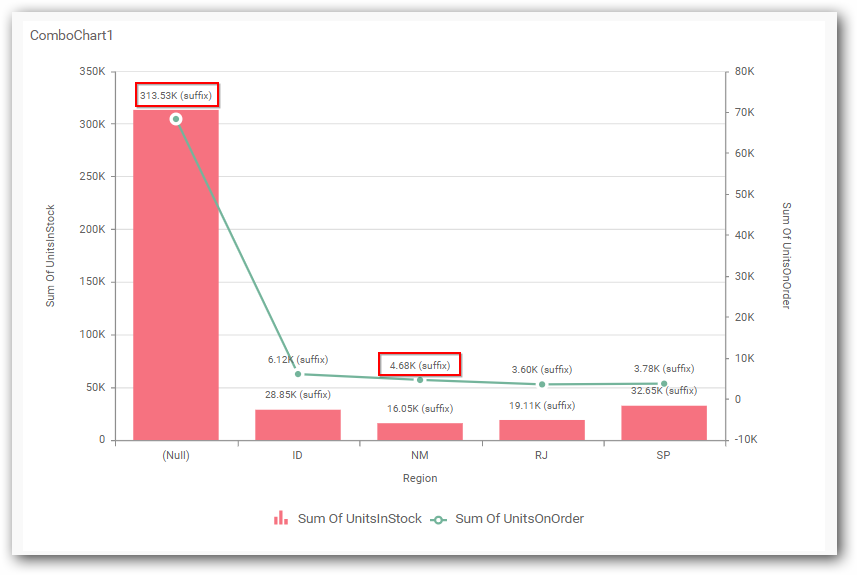 ComboChart1
350K
300K
250K
200K
150K
100K
50K
0
Sum Of UnitsInStock
80K
70K
60K
50K
40K
30K
20K
10K
0
-10K
Sum Of UnitsOnOrder
313.53K (suffix)
6.12K (suffix)
4.68K (suffix)
3.60K (suffix)
3.78K (suffix)
28.85K (suffix)
16.05K (suffix)
19.11K (suffix)
32.65K (suffix)
(Null) ID NM RJ SP
Region
Sum Of UnitsInStock Sum Of UnitsOnOrder